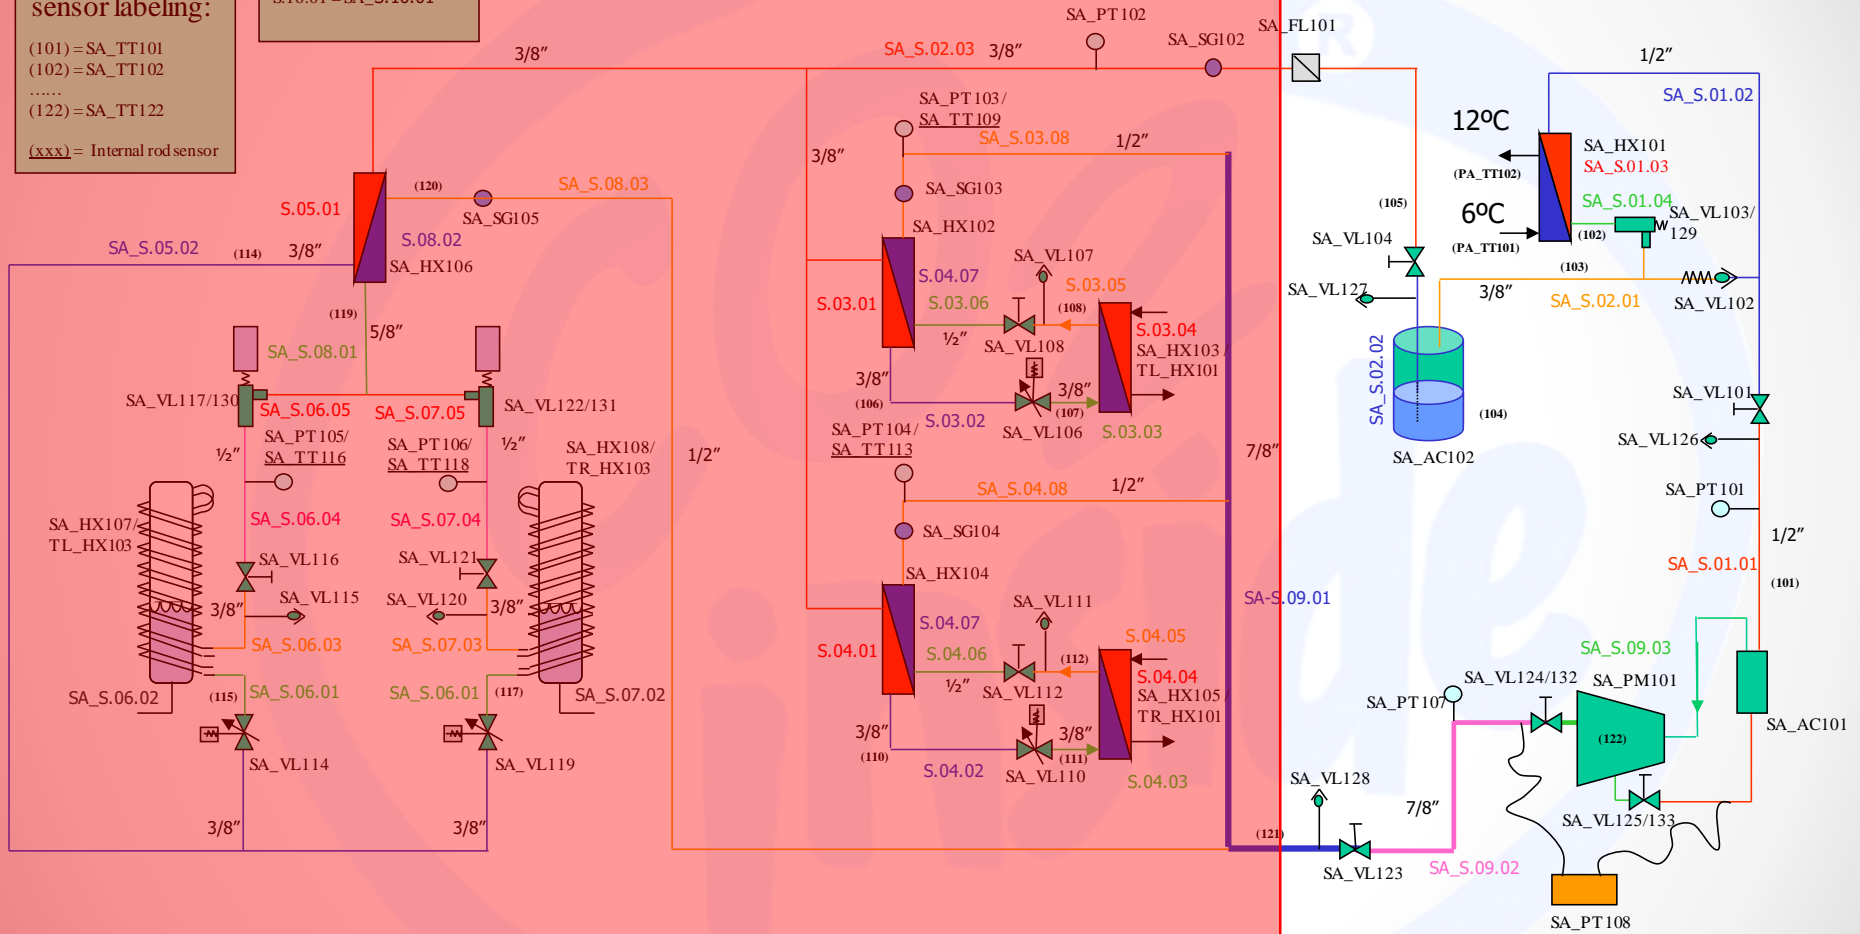 sensor labeling:
(101) = SA_TT101
(102) = SA_TT102
……
(122) = SA_TT122
(xxx) = Internal rod sensor
3/8”
SA_S.02.03
3/8”
SA_PT102
SA_SG102
SA_FL101
1/2”
SA_S.01.02
SA_PT103/
SA_TT109
SA_S.03.08
1/2”
3/8”
12ºC
(PA_TT102)
SA_HX101
SA_S.01.03
SA_S.01.04
6ºC
(PA_TT101)
(102)
SA_VL103/
129
(120)
SA_S.08.03
SA_SG105
S.05.01
S.08.02
SA_HX106
SA_S.05.02
(114)
3/8”
SA_SG103
SA_HX102
(105)
SA_VL104
SA_VL107
S.04.07
S.03.06
S.03.01
½”
(108)
S.03.05
SA_VL108
S.03.04
SA_HX103 /
TL_HX101
(103)
3/8”
SA_S.02.01
SA_VL102
SA_VL127
(119)
5/8”
SA_S.08.01
SA_S.02.02
3/8”
(106)
S.03.02
3/8”
(107)
SA_VL106
S.03.03
SA_VL101
(104)
SA_AC102
SA_VL126
SA_VL117/130
SA_S.06.05
SA_S.07.05
SA_VL122/131
½”
SA_PT105/
SA_TT116
SA_PT106/
SA_TT118
½”
SA_HX108/
TR_HX103
1/2”
SA_PT104/
SA_TT113
7/8”
SA_S.04.08
1/2”
SA_PT101
1/2”
SA_HX107/
TL_HX103
SA_S.06.04
SA_S.07.04
SA_SG104
SA_HX104
SA_S.01.01
(101)
SA_VL116
SA_VL121
SA_VL115
SA_VL120
3/8”
3/8”
SA_VL111
SA-S.09.01
SA_S.06.03
SA_S.07.03
S.04.07
S.04.06
S.04.01
½”
(112)
S.04.05
S.04.04
SA_VL112
SA_HX105 /
TR_HX101
SA_S.09.03
SA_VL124/132
SA_PM101
SA_PT107
SA_AC101
SA_S.06.02
(115)
SA_S.06.01
SA_S.06.01
(117)
SA_S.07.02
3/8”
(110)
3/8”
(111)
S.04.02
SA_VL110
S.04.03
(122)
SA_VL114
SA_VL119
SA_VL128
7/8”
SA_VL125/133
3/8”
3/8”
(121)
SA_VL123
SA_S.09.02
SA_PT108
inside